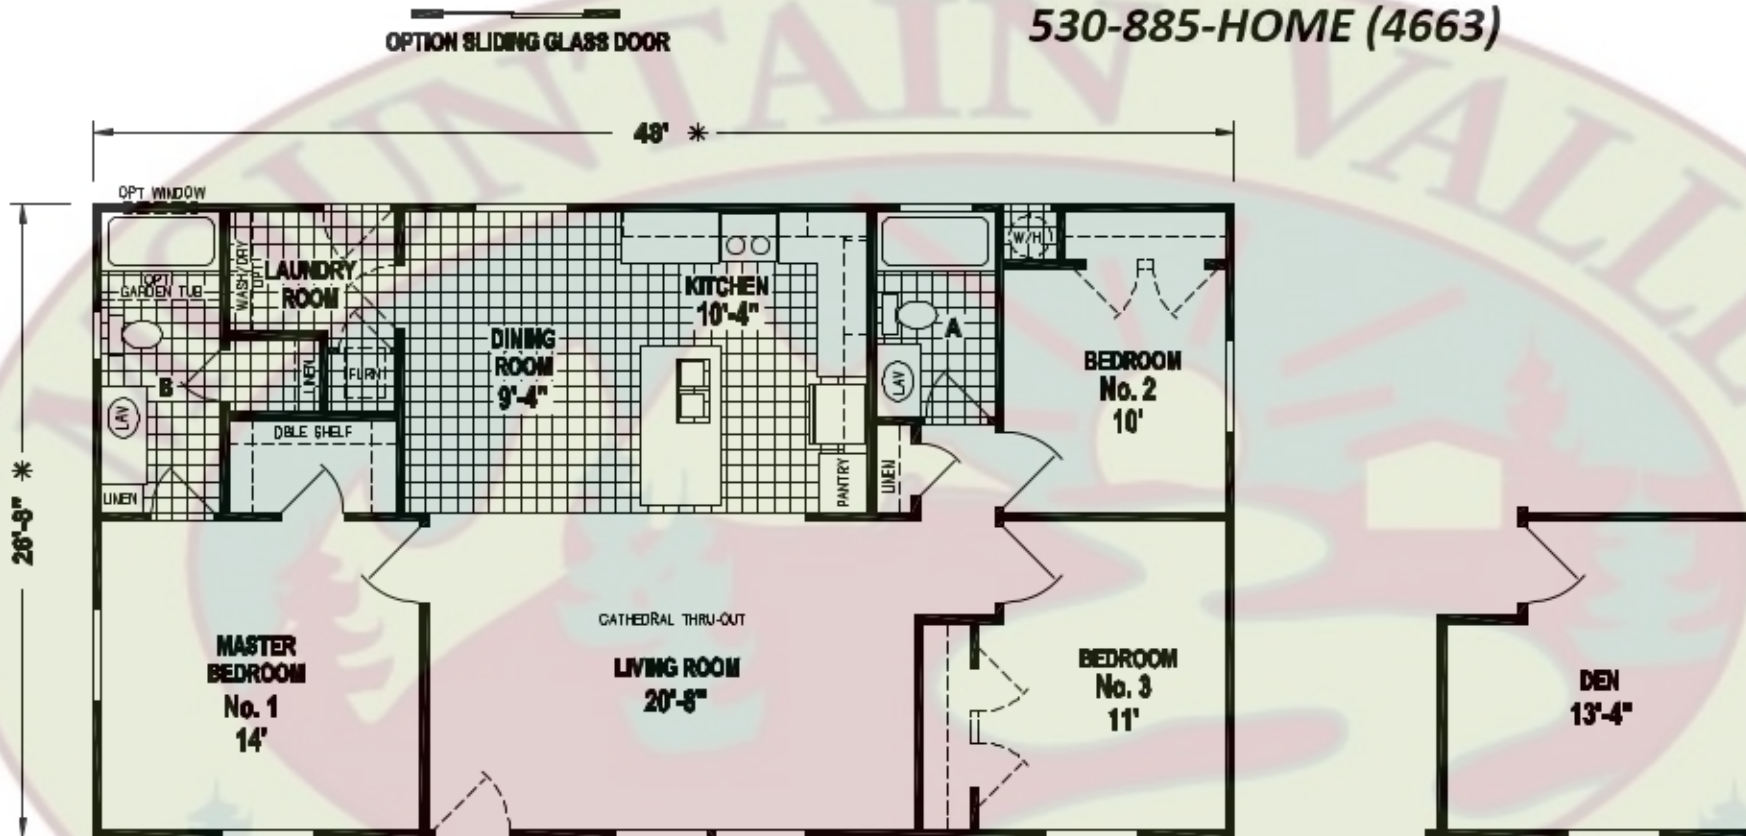 530-885-HOME (4663)
OPTION SLIDING GLASS DOOR
48' *
OPT WINDOW
MOUNTAIN VALL
WASH/DRY
OPT
LAUNDRY
ROOM
W/H
OPT
GARDEN TUB
KITCHEN
10'-4"
A
DINING
ROOM
9'-4"
BEDROOM
No. 2
10'
B
LINEN
FURN
LAV
LAV
DBLE SHELF
LINEN
PANTRY
LINEN
26'-8" *
CATHEDRAL THRU-OUT
MASTER
BEDROOM
No. 1
14'
LIVING ROOM
20'-8"
BEDROOM
No. 3
11'
DEN
13'-4"